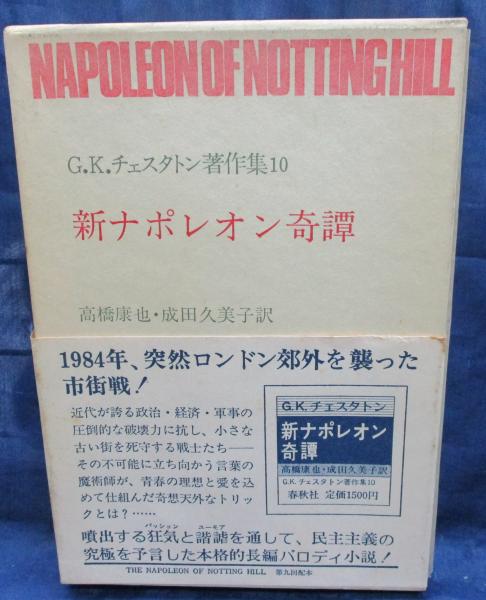 NAPOLEON OF NOTTING HILL
G.K.チェスタトン著作集10
新ナポレオン奇譚
高橋康也・成田久美子訳
1984年、突然ロンドン郊外を襲った
市街戦!
近代が誇る政治・経済・軍事の
圧倒的な破壊力に抗し、小さな
古い街を死守する戦士たち——
その不可能に立ち向かう言葉の
魔術師が、青春の理想と愛を込
めて仕組んだ奇想天外なトリッ
クとは?……
G.K.チェスタトン
新ナポレオン
奇譚
高橋康也・成田久美子訳
G.K.チェスタトン著作集10
春秋社 定価1500円
パッション ユーモア
噴出する狂気と諧謔を通して、民主主義の
究極を予言した本格的長編パロディ小説!
THE NAPOLEON OF NOTTING HILL 第九回配本